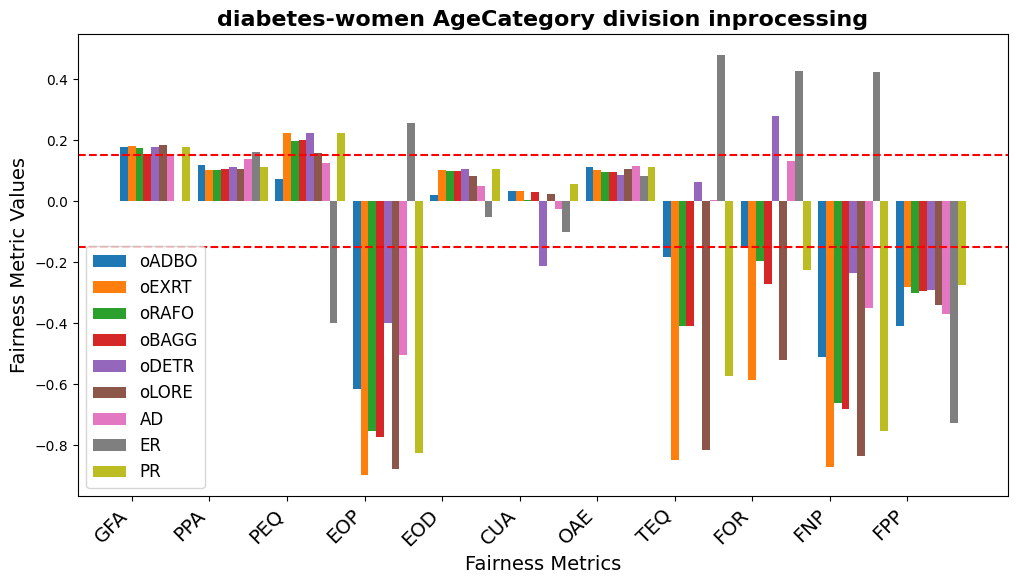 diabetes-women AgeCategory division inprocessing
Fairness Metric Values
0.4
0.2
0.0
−0.2
−0.4
−0.6
−0.8
oADBO
oEXRT
oRAFO
oBAGG
oDETR
oLORE
AD
ER
PR
GFA
PPA
PEQ
EOP
EOD
CUA
OAE
TEQ
FOR
FNP
FPP
Fairness Metrics